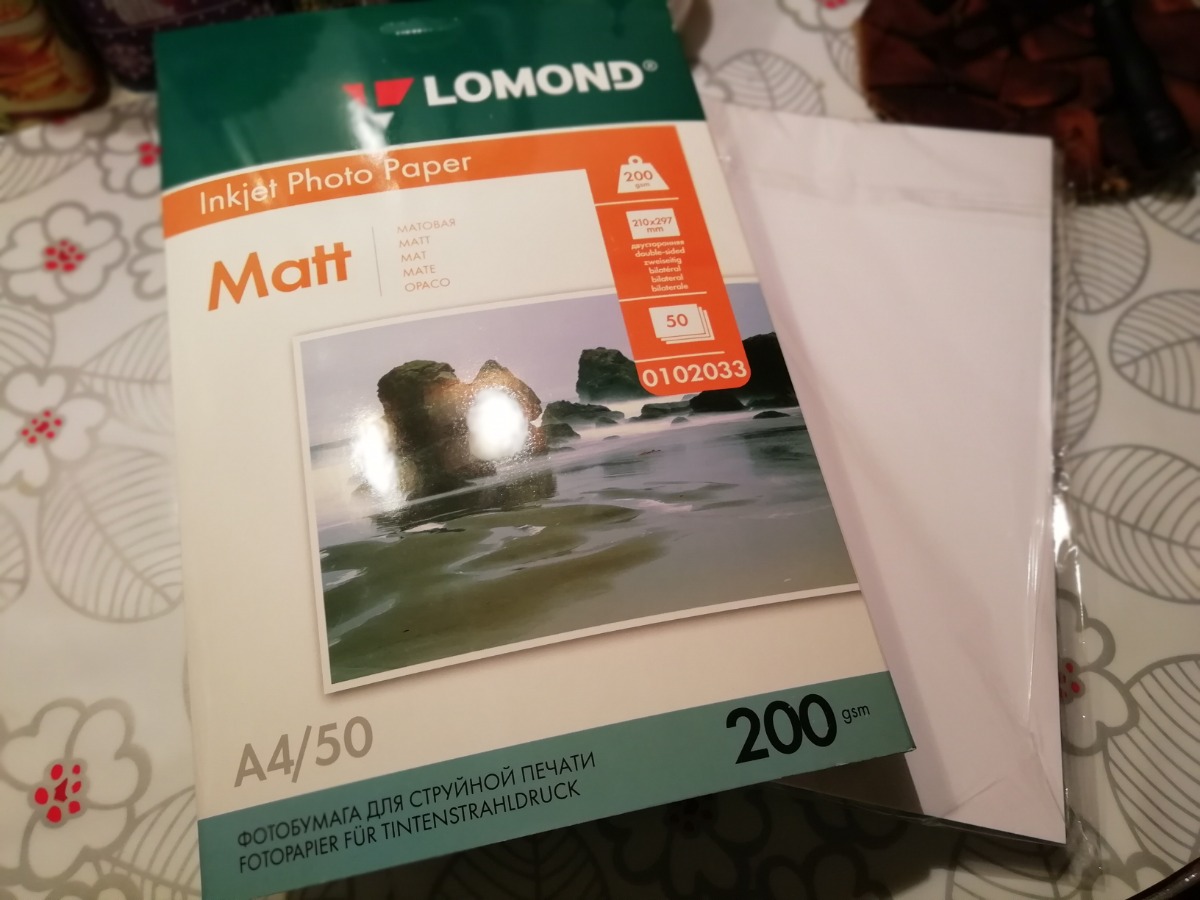 LOMOND®
Inkjet Photo Paper
Matt
МАТОВАЯ
MATT
MAT
MATE
OPACO
200
gsm
210x297
mm
двусторонняя
double-sided
zweiseitig
bilatéral
bilateral
bilaterale
50
0102033
A4/50
200 gsm
ФОТОБУМАГА ДЛЯ СТРУЙНОЙ ПЕЧАТИ
FOTOPAPIER FÜR TINTENSTRAHLDRUCK